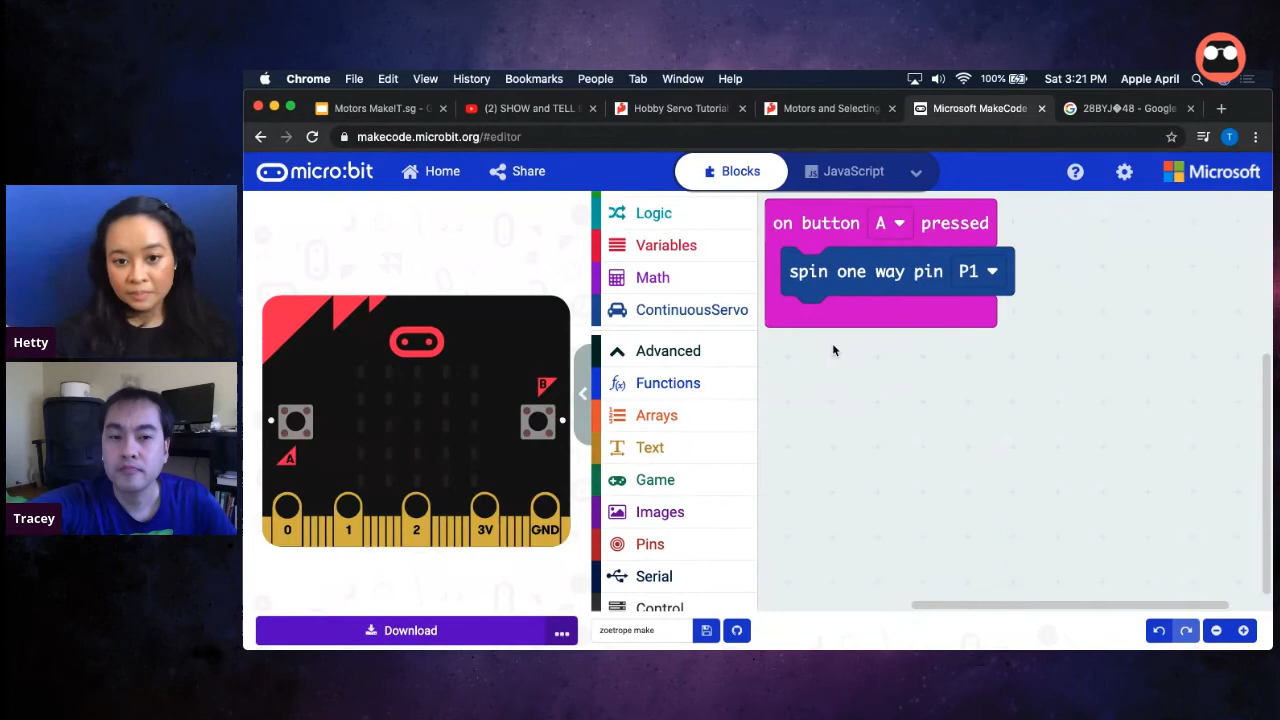 Chrome File Edit View History Bookmarks People Tab Window Help 100% Sat 3:21 PM Apple April
Motors MakeIT.sg - G
(2) SHOW and TELL S
Hobby Servo Tutorial
Motors and Selecting
Microsoft MakeCode
28BYJ�48 - Google
makecode.microbit.org/#editor
T
micro:bit
Home
Share
Blocks
JavaScript
Microsoft
Logic
Variables
Math
ContinuousServo
Advanced
Functions
Arrays
Text
Game
Images
Pins
Serial
Control
on button A pressed
spin one way pin P1
A
B
0 1 2 3V GND
Download
zoetrope make
Hetty
Tracey